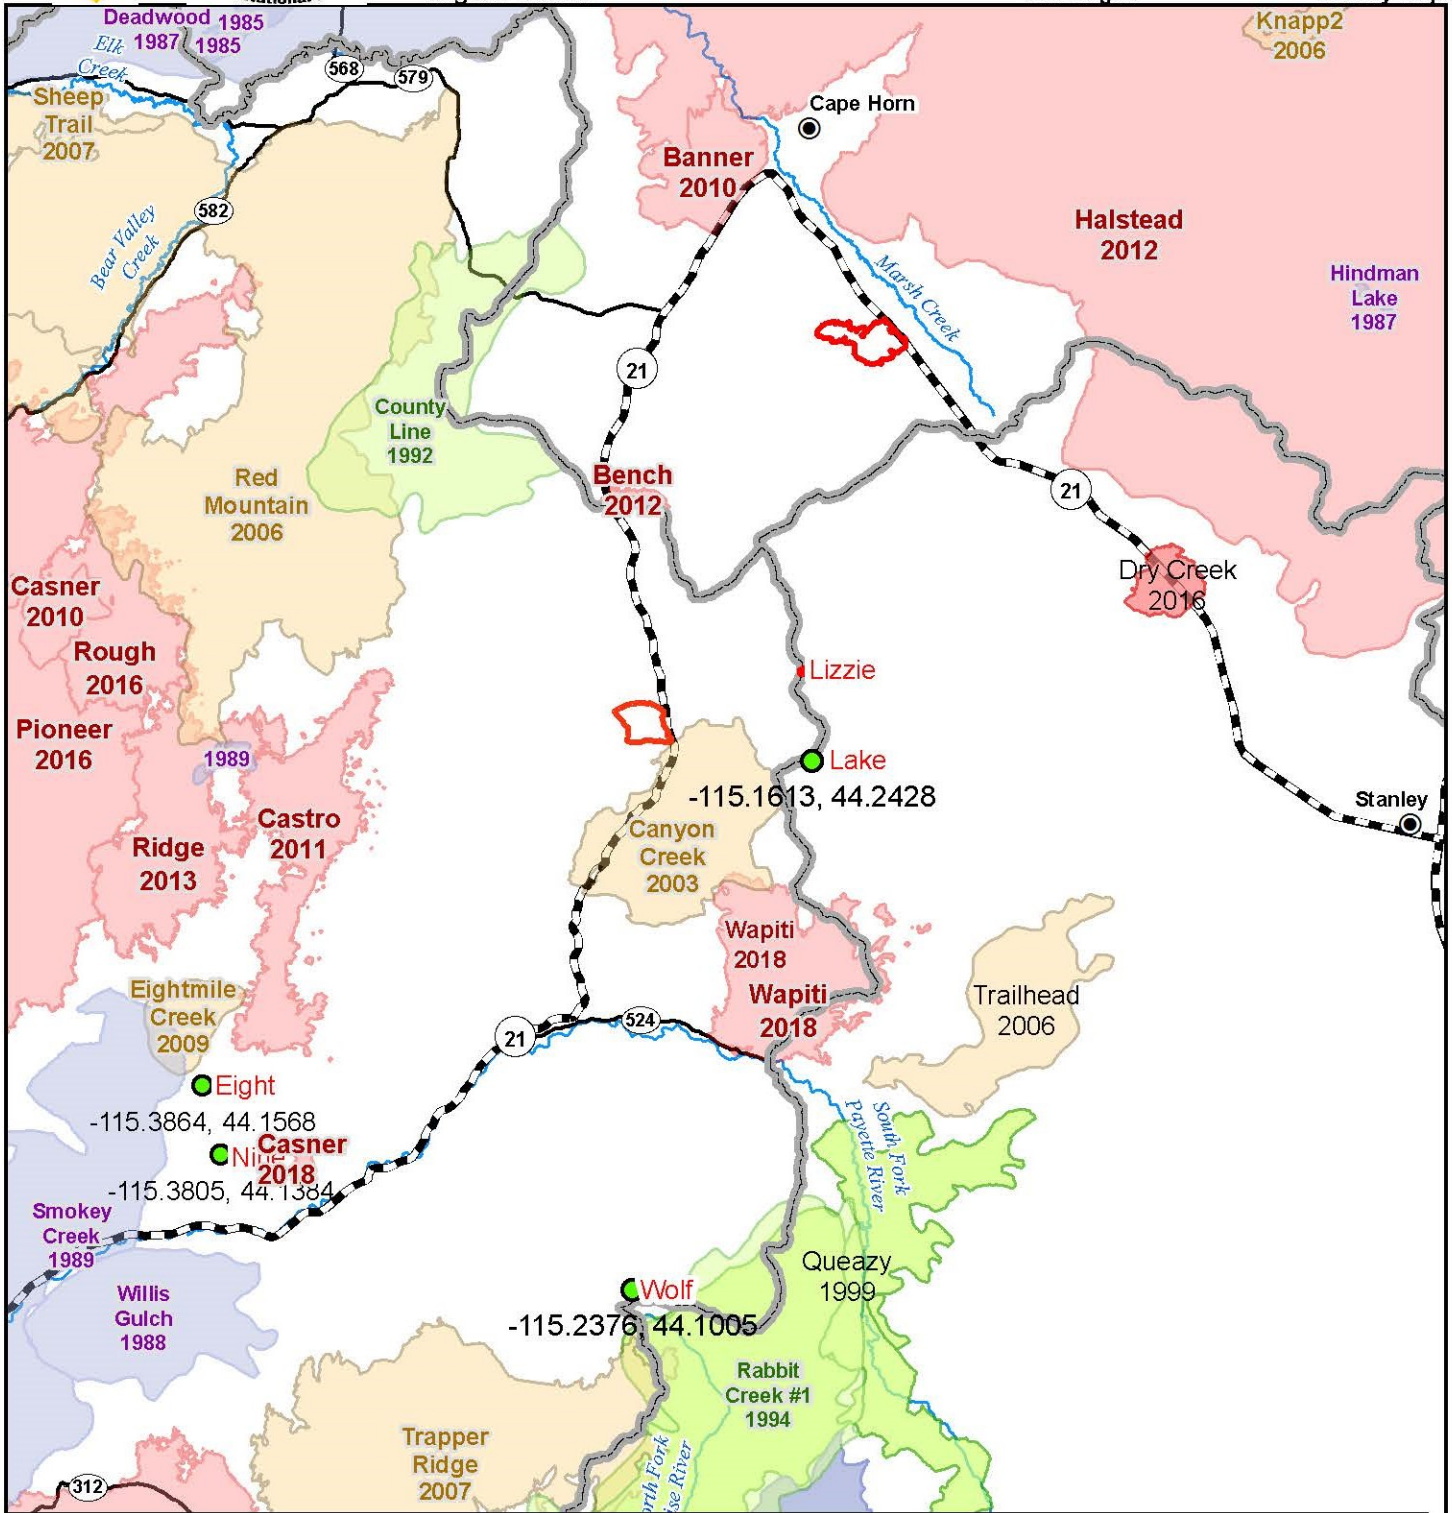 Deadwood 1985
1987 1985
Elk
Creek
568
579
Knapp2
2006
Sheep
Trail
2007
Cape Horn
Banner
2010
582
Bear Valley
Creek
Halstead
2012
Marsh Creek
Hindman
Lake
1987
21
County
Line
1992
Red
Mountain
2006
Bench
2012
21
Dry Creek
2016
Casner
2010
Rough
2016
Lizzie
Pioneer
2016
1989
Lake
-115.1613, 44.2428
Stanley
Castro
2011
Ridge
2013
Canyon
Creek
2003
Wapiti
2018
Wapiti
2018
Trailhead
2006
Eightmile
Creek
2009
21
524
Eight
-115.3864, 44.1568
South Fork
Payette River
Nine
Casner
2018
-115.3805, 44.1384
Smokey
Creek
1989
Queazy
1999
Willis
Gulch
1988
Wolf
-115.2376, 44.1005
Rabbit
Creek #1
1994
Trapper
Ridge
2007
312